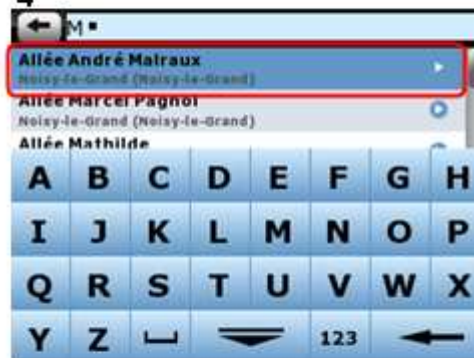 4
M
Allée André Malraux
Noisy-le-Grand (Noisy-le-Grand)
Allée Marcel Pagnol
Noisy-le-Grand (Noisy-le-Grand)
Allée Mathilde
A B C D E F G H
I J K L M N O P
Q R S T U V W X
Y Z 123